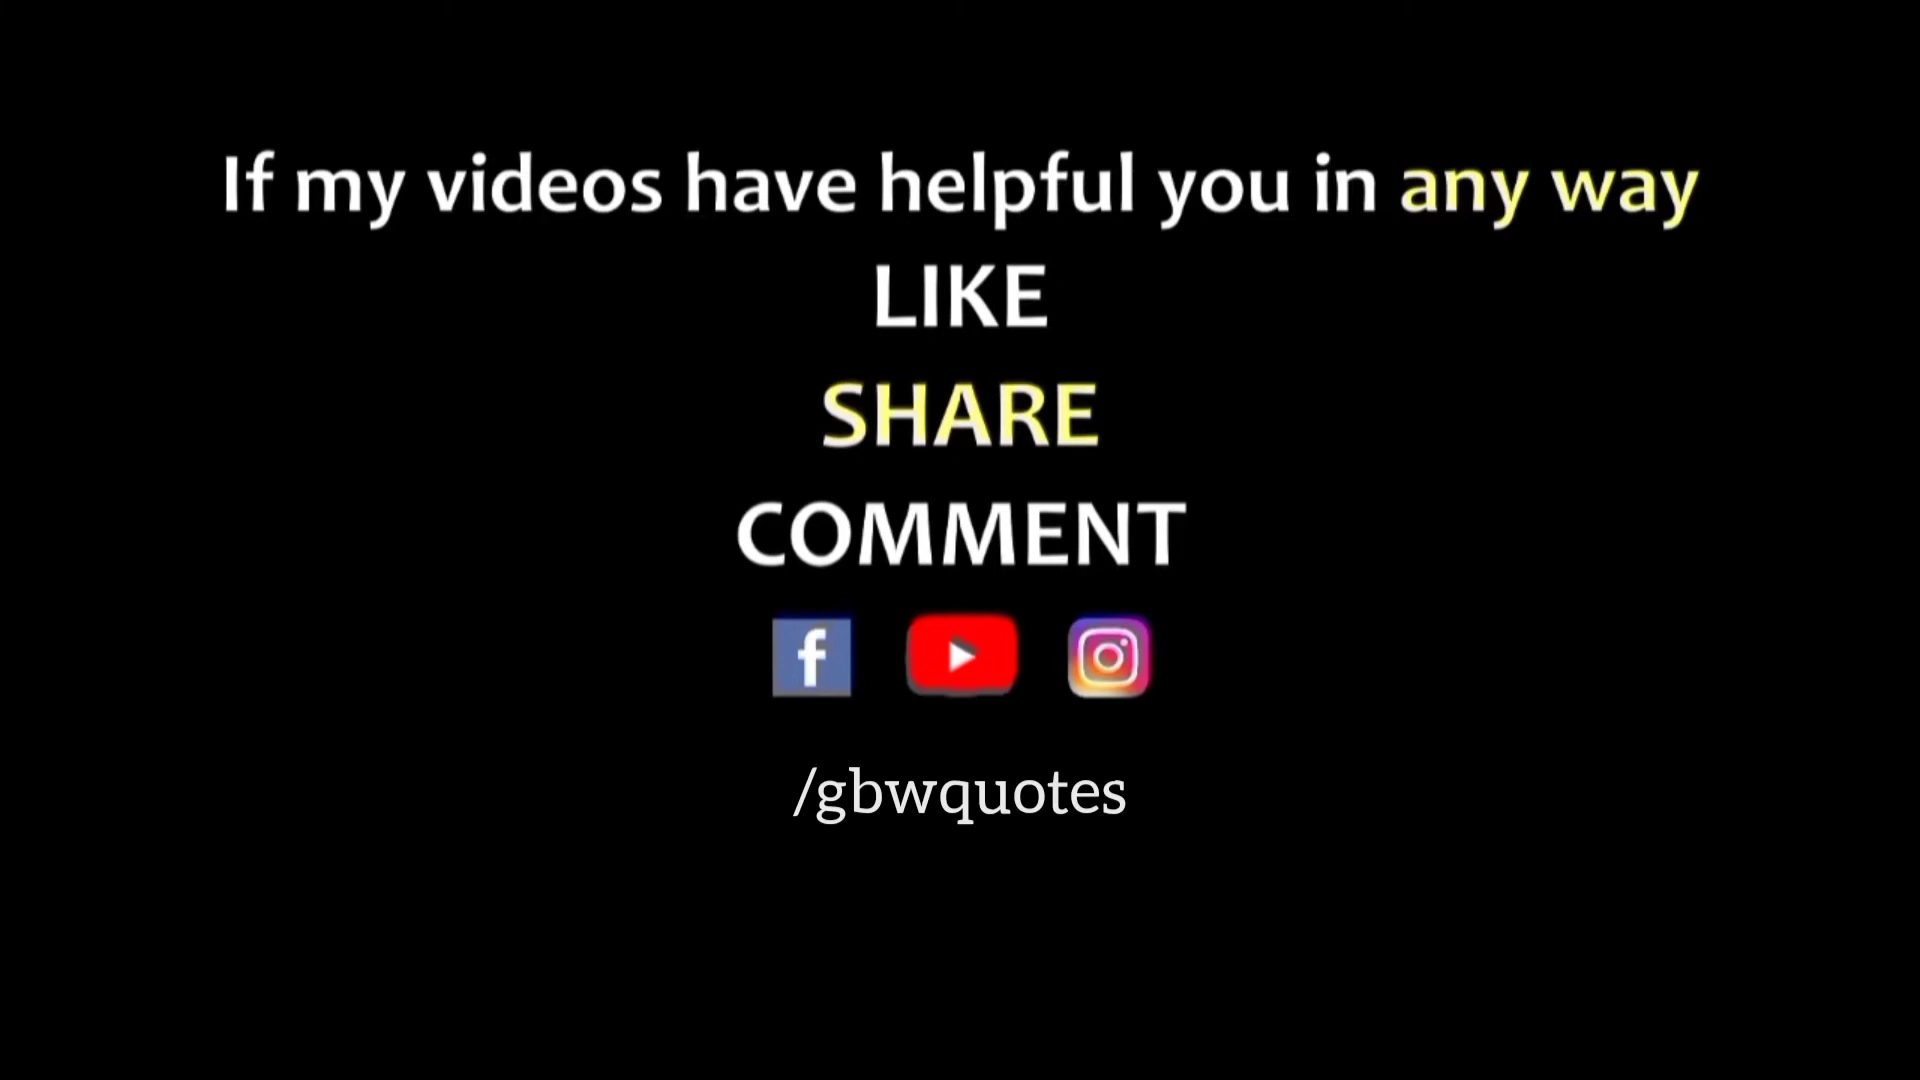 If my videos have helpful you in any way
LIKE
SHARE
COMMENT
/gbwquotes